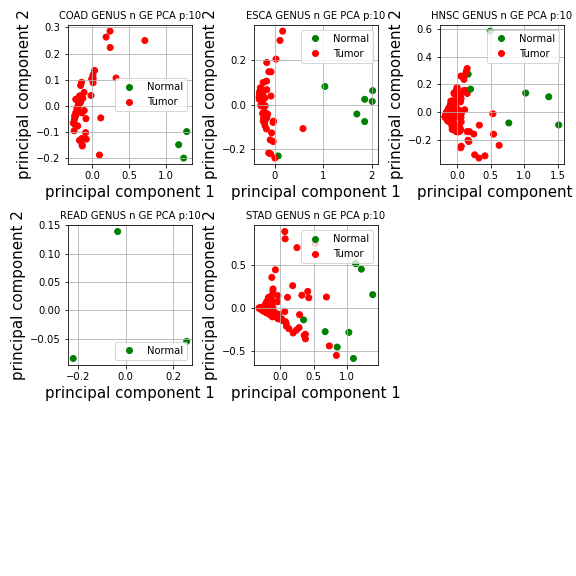 COAD GENUS n GE PCA p:10
principal component 2
0.3
0.2
0.1
0.0
−0.1
−0.2
Normal
Tumor
0.0 0.5 1.0
principal component 1
ESCA GENUS n GE PCA p:10
principal component 2
0.2
0.0
−0.2
Normal
Tumor
0 1 2
principal component 1
HNSC GENUS n GE PCA p:10
principal component 2
0.6
0.4
0.2
0.0
−0.2
Normal
Tumor
0.0 0.5 1.0 1.5
principal component
READ GENUS n GE PCA p:10
principal component 2
0.15
0.10
0.05
0.00
−0.05
Normal
−0.2 0.0 0.2
principal component 1
STAD GENUS n GE PCA p:10
principal component 2
0.5
0.0
−0.5
Normal
Tumor
0.0 0.5 1.0
principal component 1